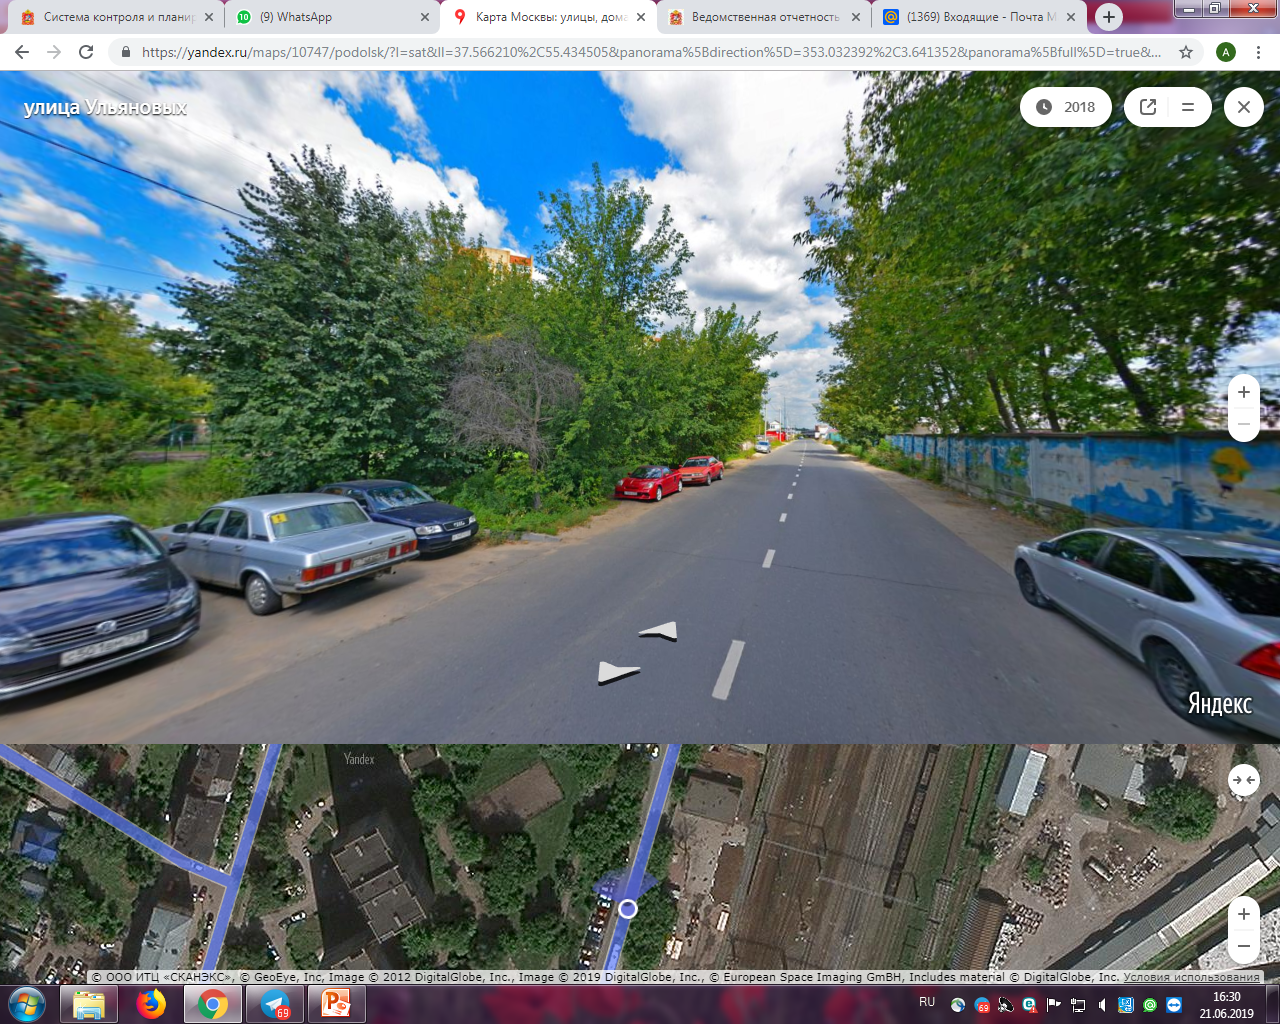 Система контроля и планир
(9) WhatsApp
Карта Москвы: улицы, дома
Ведомственная отчетность
(1369) Входящие - Почта M
https://yandex.ru/maps/10747/podolsk/?l=sat&ll=37.566210%2C55.434505&panorama%5Bdirection%5D=353.032392%2C3.641352&panorama%5Bfull%5D=true&...
A
улица Ульяновых
2018
Яндекс
Yandex
© ООО ИТЦ «СКАНЭКС», © GeoEye, Inc, Image © 2012 DigitalGlobe, Inc., Image © 2019 DigitalGlobe, Inc., © European Space Imaging GmBH, Includes material © DigitalGlobe, Inc. Условия использования
69
RU
69
16:30
21.06.2019